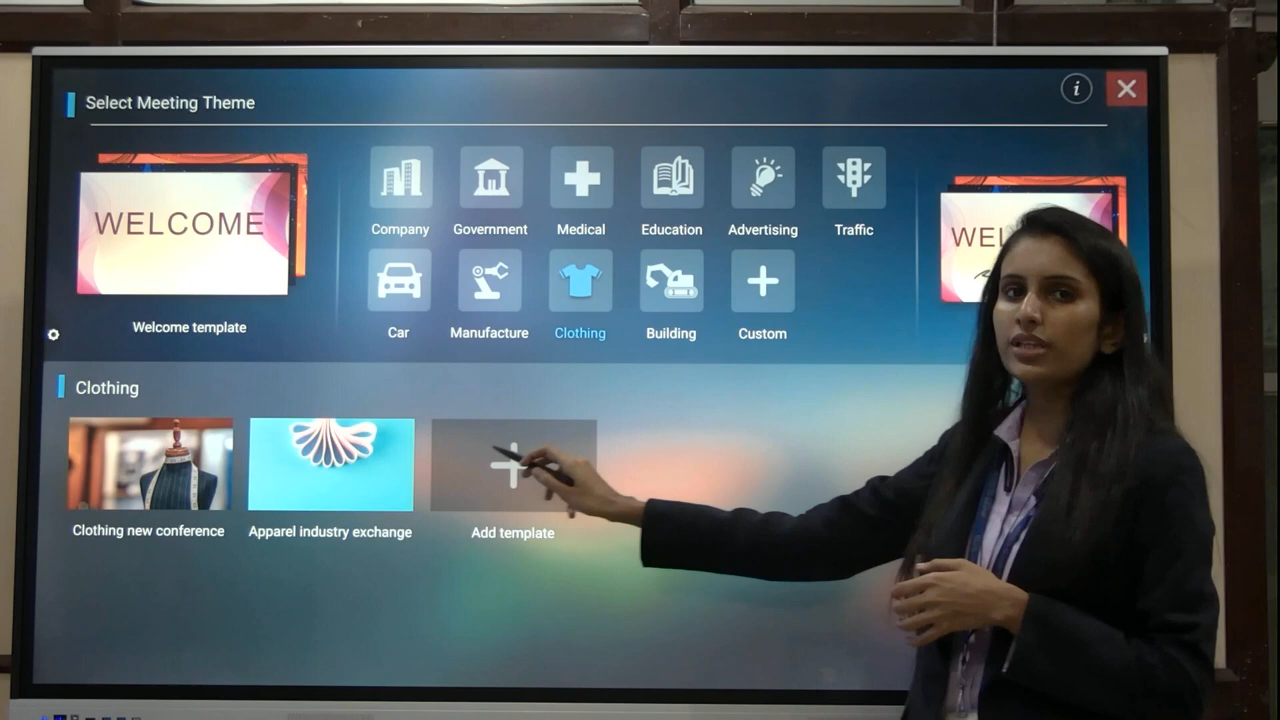 Select Meeting Theme
i
WELCOME
Welcome template
Company Government Medical Education Advertising Traffic
Car Manufacture Clothing Building Custom
WEL
Clothing
Clothing new conference
Apparel industry exchange
Add template